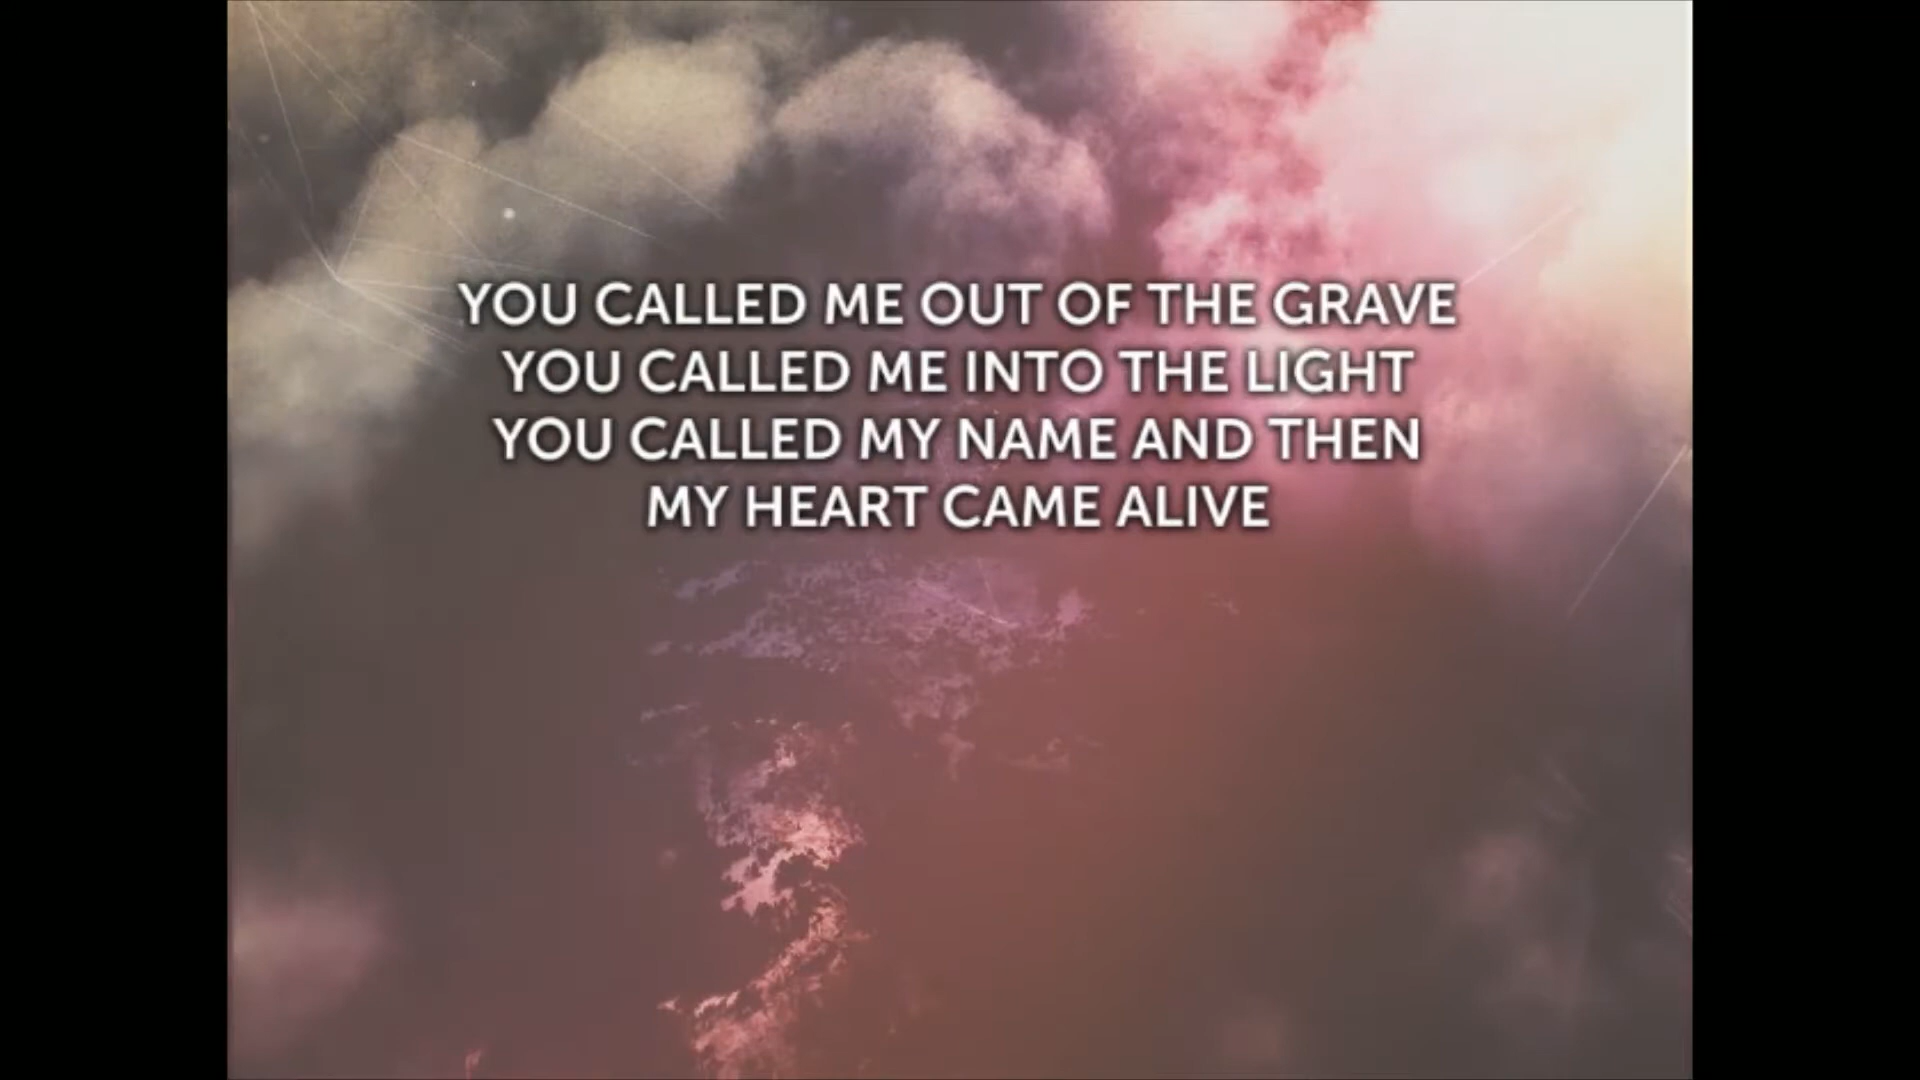 YOU CALLED ME OUT OF THE GRAVE
YOU CALLED ME INTO THE LIGHT
YOU CALLED MY NAME AND THEN
MY HEART CAME ALIVE